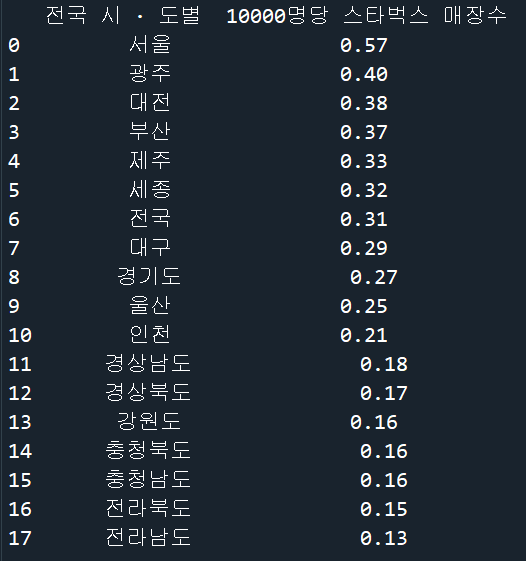 전국 시 · 도별 10000명당 스타벅스 매장수
0 서울 0.57
1 광주 0.40
2 대전 0.38
3 부산 0.37
4 제주 0.33
5 세종 0.32
6 전국 0.31
7 대구 0.29
8 경기도 0.27
9 울산 0.25
10 인천 0.21
11 경상남도 0.18
12 경상북도 0.17
13 강원도 0.16
14 충청북도 0.16
15 충청남도 0.16
16 전라북도 0.15
17 전라남도 0.13